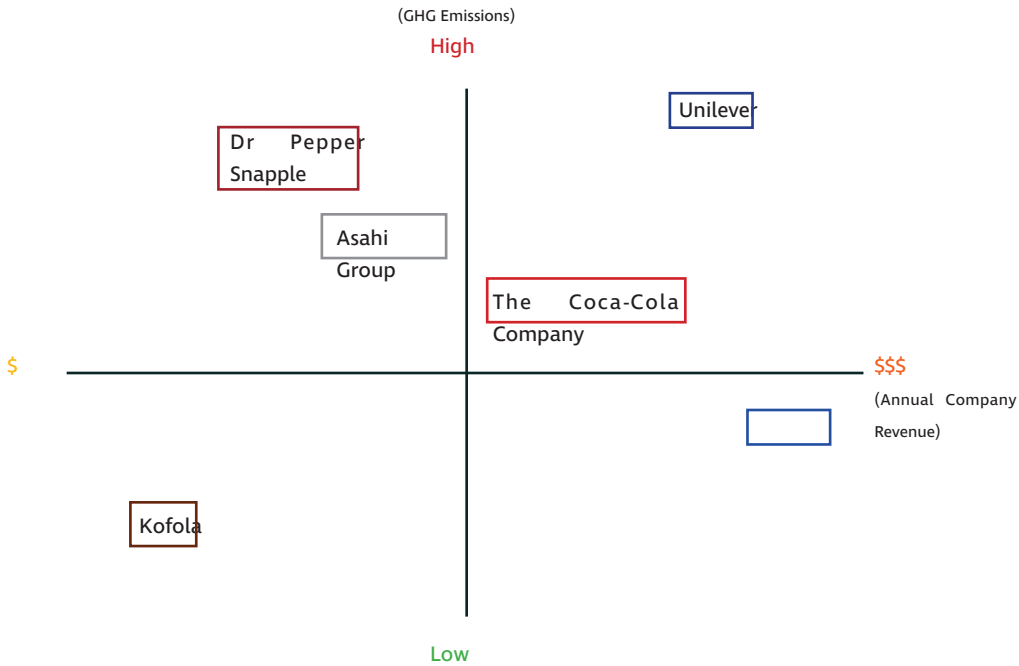 (GHG Emissions)
High
Unilever
Dr Pepper
Snapple
Asahi
Group
The Coca-Cola
Company
$
$$$
(Annual Company
Revenue)
Kofola
Low